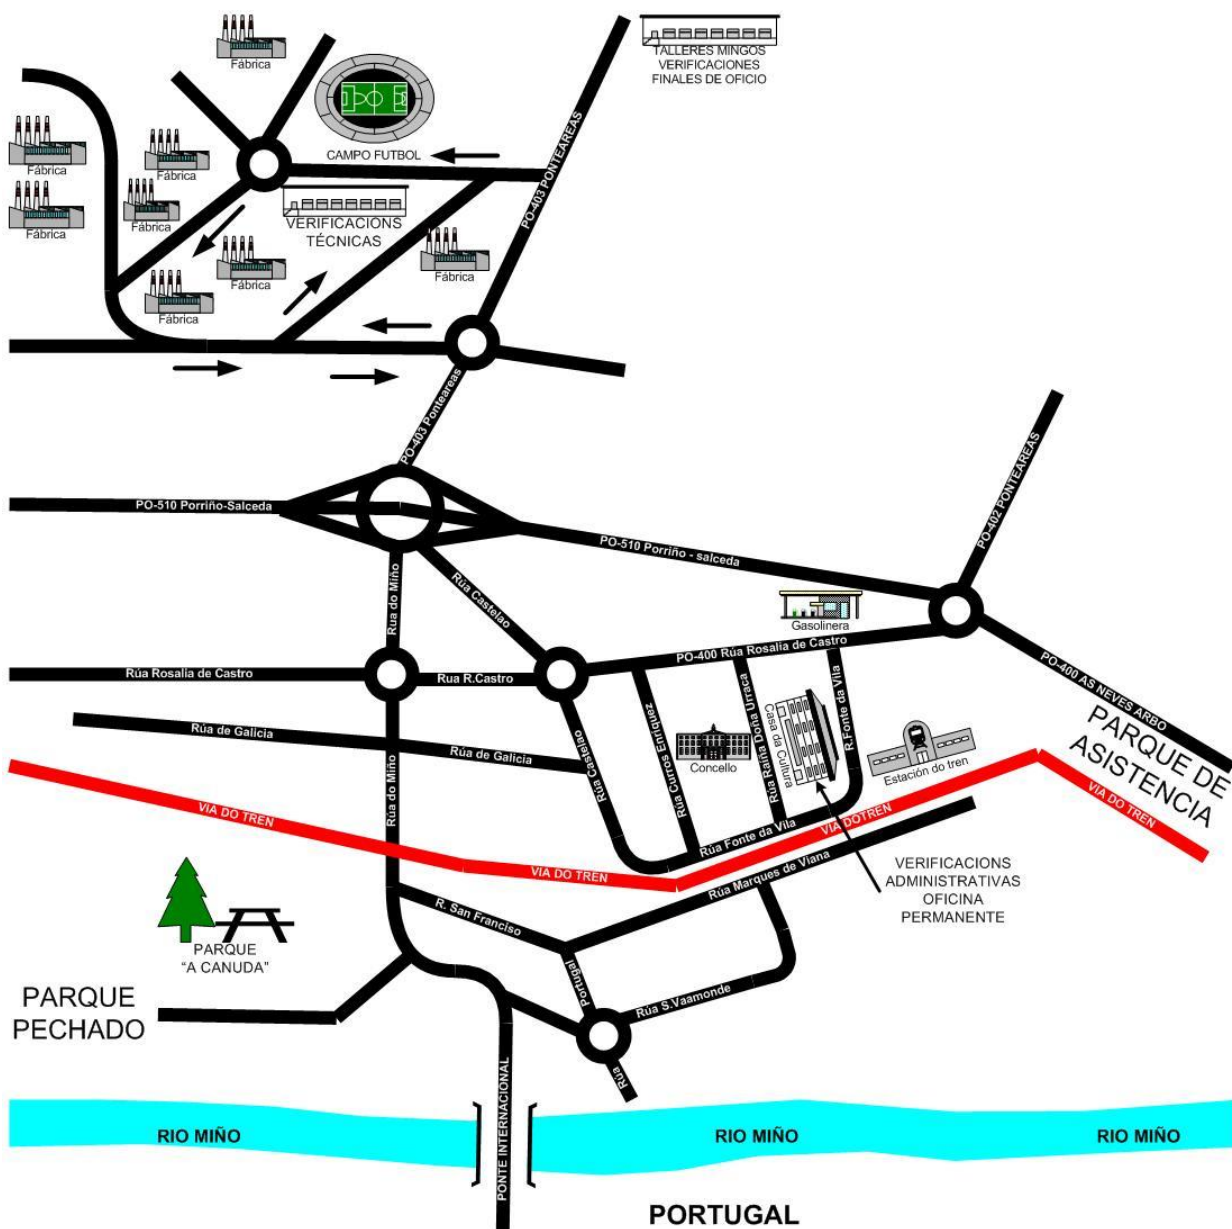 Fábrica
TALLERES MINGOS
VERIFICACIONES
FINALES DE OFICIO
CAMPO FUTBOL
Fábrica
Fábrica
Fábrica
Fábrica
VERIFICACIONS
TÉCNICAS
PO-403 PONTEAREAS
Fábrica
Fábrica
Fábrica
PO-403 Ponteareas
PO-510 Porriño-Salceda
PO-510 Porriño - salceda
PO-402 PONTEAREAS
Rua do Miño
Rúa Castelao
Gasolinera
PO-400 Rúa Rosalia de Castro
Rúa Rosalia de Castro
Rua R.Castro
PO-400 AS NEVES ARBO
PARQUE DE
ASISTENCIA
Rúa de Galicia
Rúa de Galicia
Rúa do Miño
Rúa Castelao
Rúa Curros Enriquez
Concello
Rúa Raiña Doña Urraca
Casa da
Cultura
R.Fonte da Vila
Estación do tren
VIA DO TREN
VIA DO TREN
VIA DOTREN
VIA DO TREN
Rúa Fonte da Vila
Rúa Marques de Viana
VERIFICACIONS
ADMINISTRATIVAS
OFICINA
PERMANENTE
R. San Franciso
PARQUE
“A CANUDA”
PARQUE
PECHADO
Portugal
Rúa S.Vaamonde
Rúa
PONTE INTERNACIONAL
RIO MIÑO
RIO MIÑO
RIO MIÑO
PORTUGAL